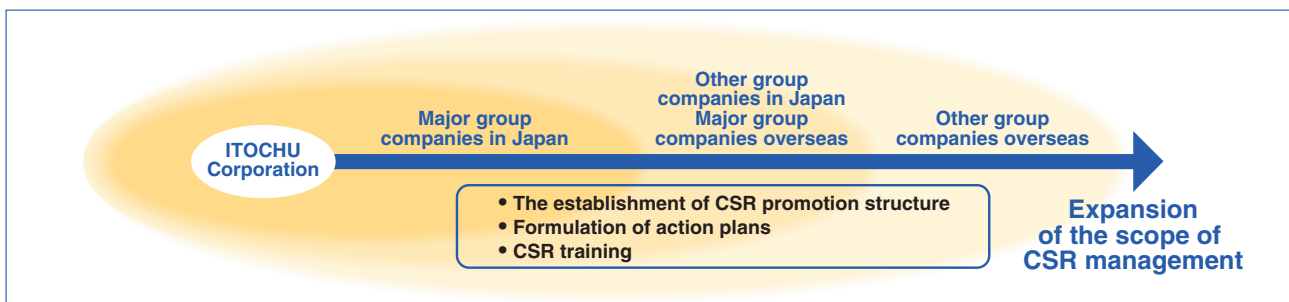 ITOCHU
Corporation
Major group
companies in Japan
Other group
companies in Japan
Major group
companies overseas
Other group
companies overseas
• The establishment of CSR promotion structure
• Formulation of action plans
• CSR training
Expansion
of the scope of
CSR management